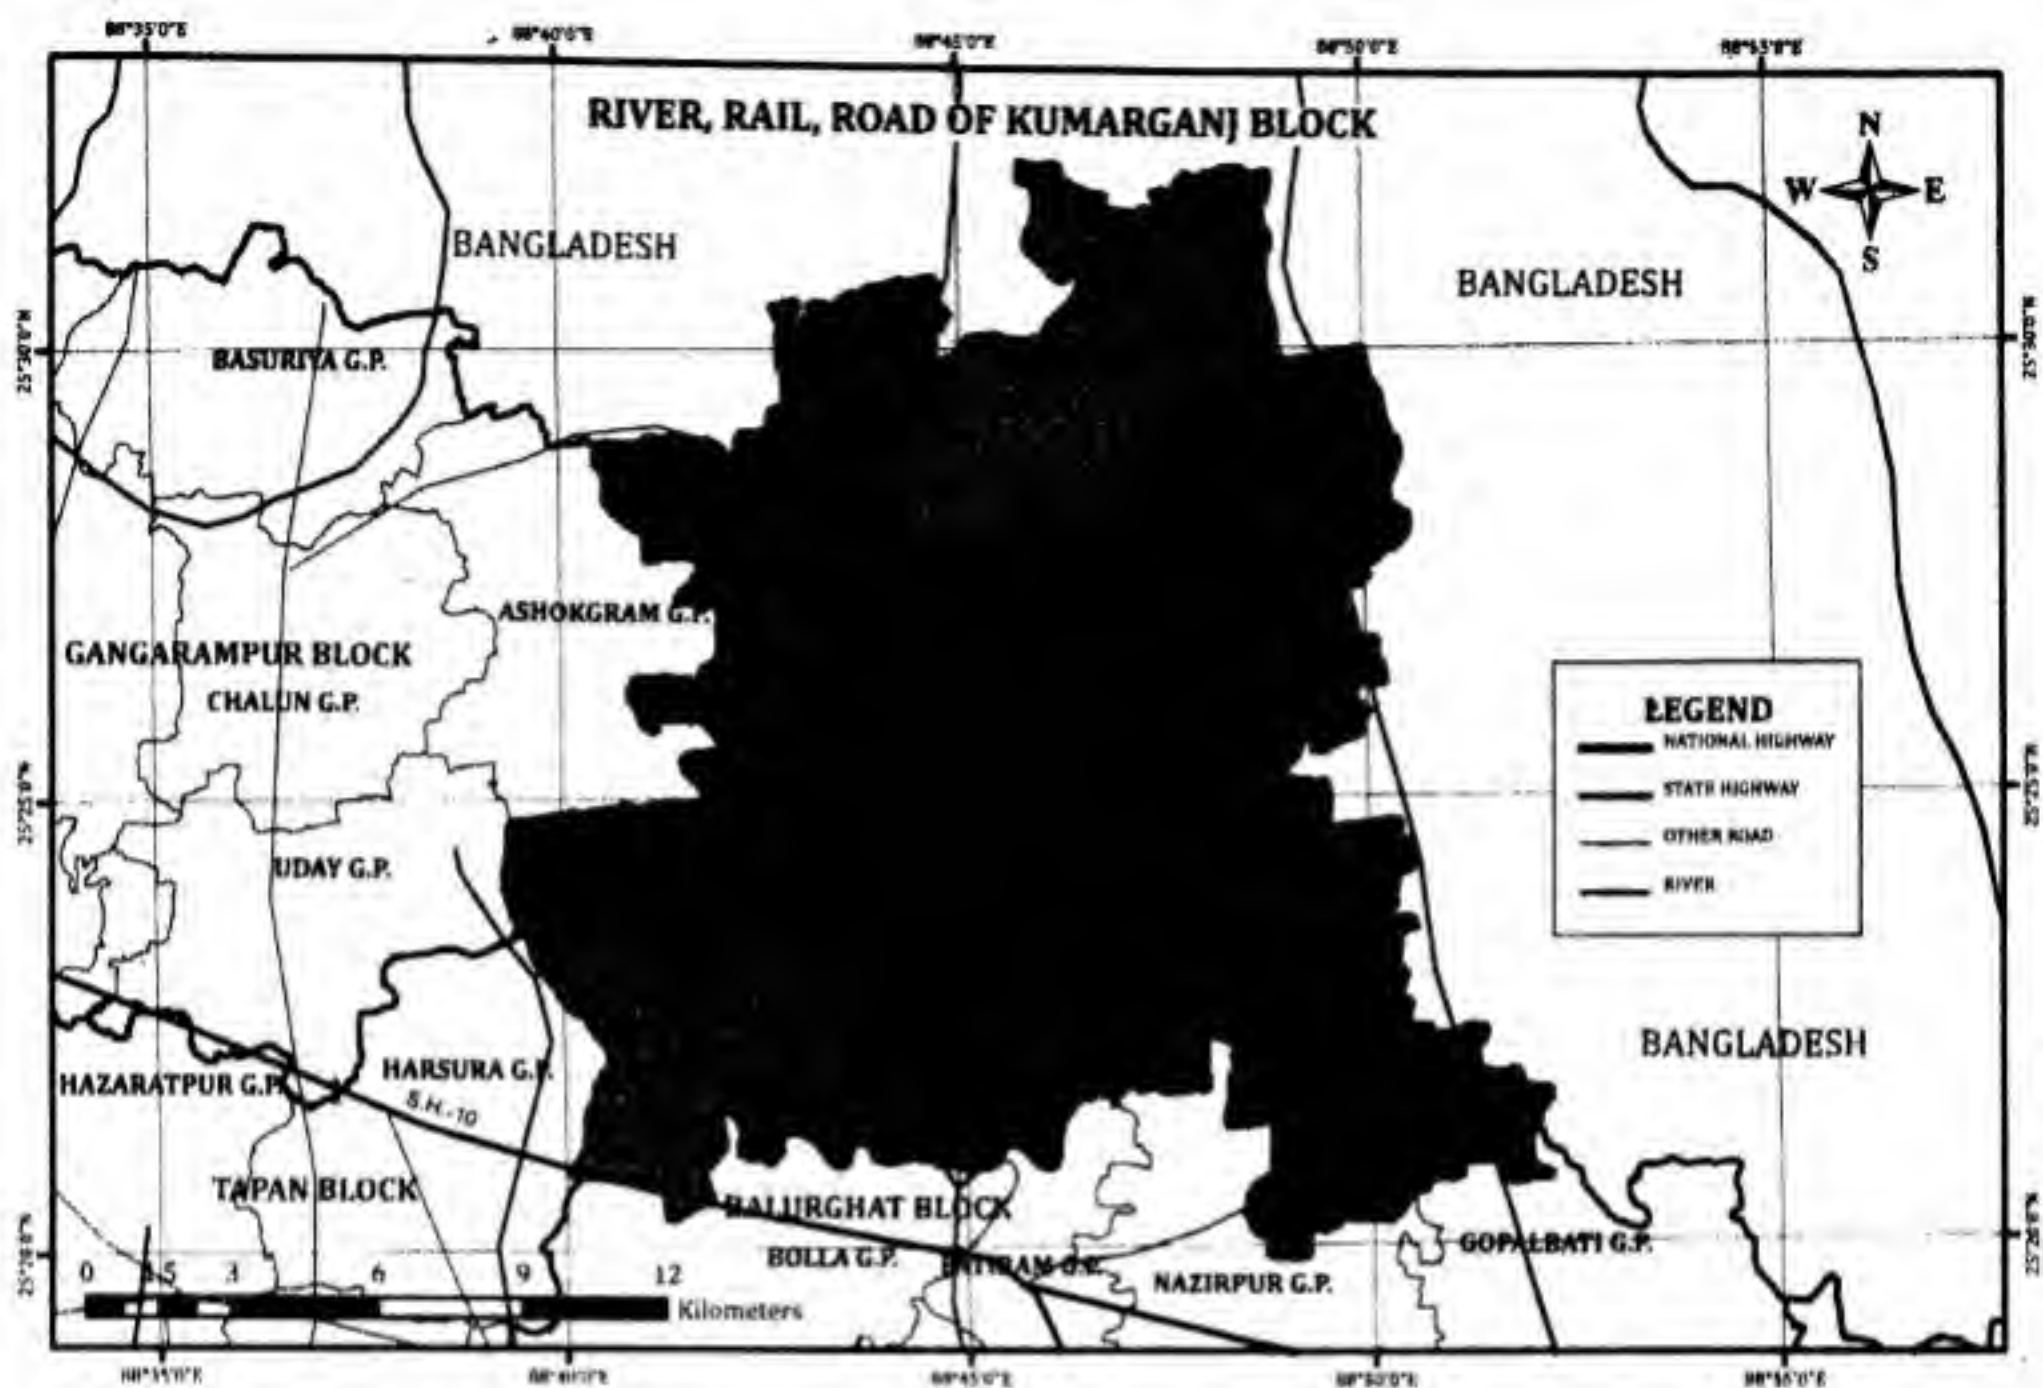 RIVER, RAIL, ROAD OF KUMARGANJ BLOCK
N
W E
S
BANGLADESH
BANGLADESH
BASURIYA G.P.
ASHOKGRAM G.P.
GANGARAMPUR BLOCK
CHALUN G.P.
LEGEND
NATIONAL HIGHWAY
STATE HIGHWAY
OTHER ROAD
RIVER
UDAY G.P.
BANGLADESH
HARSURA G.P.
HAZARATPUR G.P.
S.H.-10
TAPAN BLOCK
BALURGHAT BLOCK
BOLLA G.P.
GOPALBATI G.P.
NAZIRPUR G.P.
0 1.5 3 6 9 12
Kilometers